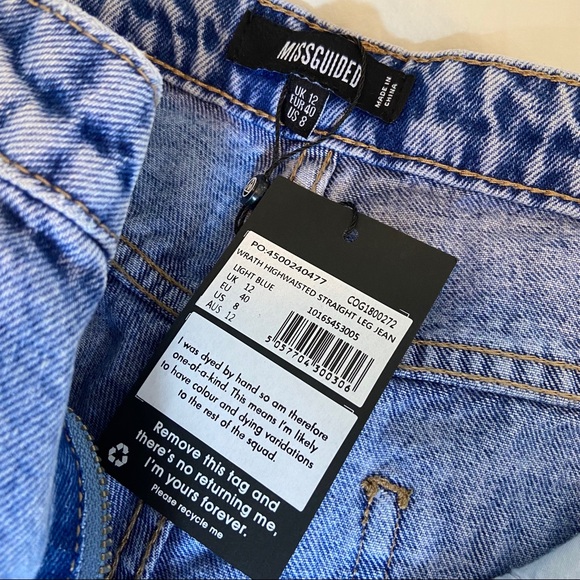 MISSGUIDED
MADE IN
CHINA
UK 12
EUR 40
US 8
PO:4500240477
COG1800272
WRATH HIGHWAISTED STRAIGHT LEG JEAN
LIGHT BLUE
10165453005
UK 12
EU 40
US 8
AUS 12
5 057704 300306
I was dyed by hand so am therefore
one-of-a-kind. This means I'm likely
to have colour and dying varidations
to the rest of the squad.
Remove this tag and
there's no returning me,
I'm yours forever.
Please recycle me